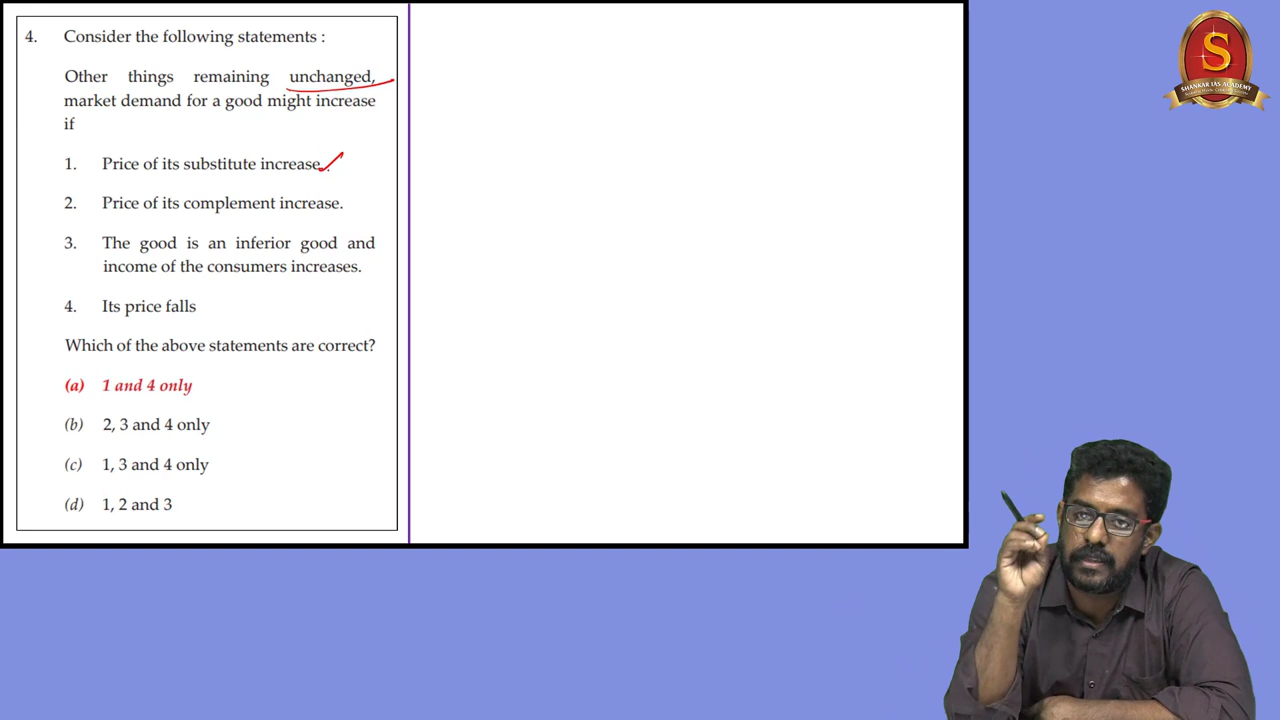 4. Consider the following statements :
Other things remaining unchanged,
market demand for a good might increase
if
1. Price of its substitute increase.
2. Price of its complement increase.
3. The good is an inferior good and
income of the consumers increases.
4. Its price falls
Which of the above statements are correct?
(a) 1 and 4 only
(b) 2, 3 and 4 only
(c) 1, 3 and 4 only
(d) 1, 2 and 3
S
SHANKAR IAS ACADEMY